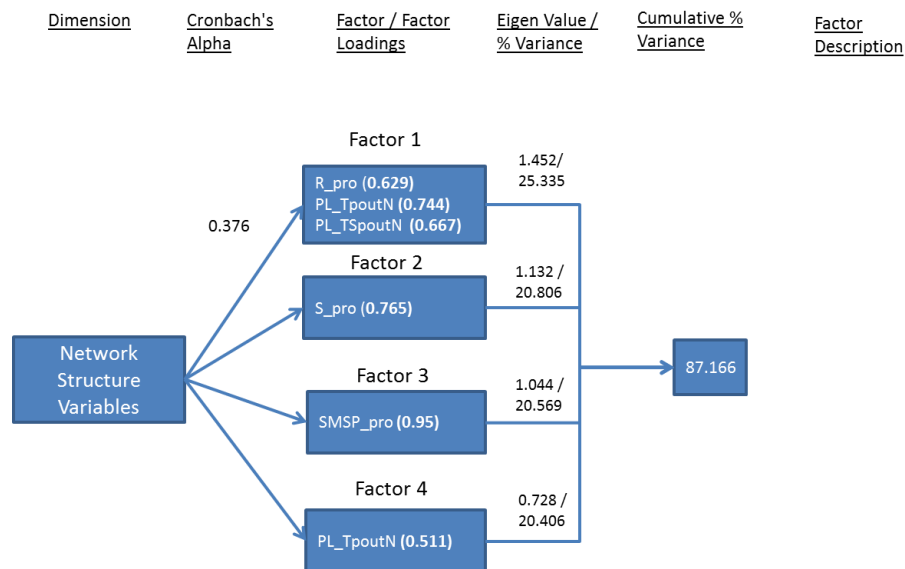 Dimension
Cronbach's
Alpha
Factor / Factor
Loadings
Eigen Value /
% Variance
Cumulative %
Variance
Factor
Description
Factor 1
R_pro (0.629)
PL_TpoutN (0.744)
PL_TSpoutN (0.667)
1.452/
25.335
0.376
Factor 2
S_pro (0.765)
1.132 /
20.806
Network
Structure
Variables
87.166
Factor 3
SMSP_pro (0.95)
1.044 /
20.569
Factor 4
PL_TpoutN (0.511)
0.728 /
20.406